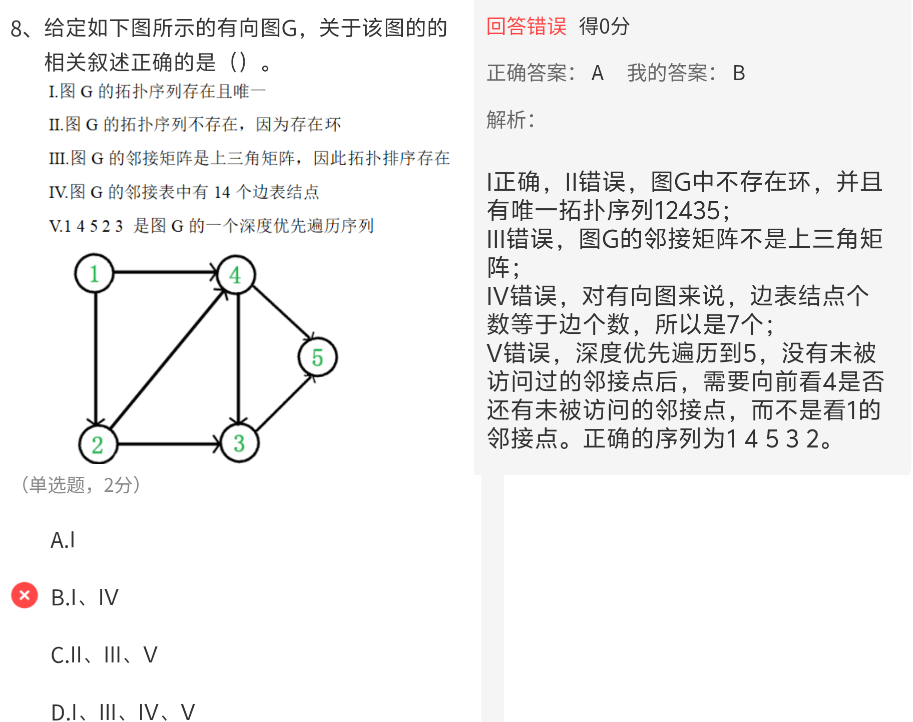 8、给定如下图所示的有向图G，关于该图的的
相关叙述正确的是（）。
I.图 G 的拓扑序列存在且唯一
II.图 G 的拓扑序列不存在，因为存在环
III.图 G 的邻接矩阵是上三角矩阵，因此拓扑排序存在
IV.图 G 的邻接表中有 14 个边表结点
V.1 4 5 2 3 是图 G 的一个深度优先遍历序列
1
4
5
2
3
（单选题，2分）
A.I
B.I、IV
C.II、III、V
D.I、III、IV、V
回答错误 得0分
正确答案： A 我的答案： B
解析：
I正确，II错误，图G中不存在环，并且
有唯一拓扑序列12435；
III错误，图G的邻接矩阵不是上三角矩
阵；
IV错误，对有向图来说，边表结点个
数等于边个数，所以是7个；
V错误，深度优先遍历到5，没有未被
访问过的邻接点后，需要向前看4是否
还有未被访问的邻接点，而不是看1的
邻接点。正确的序列为1 4 5 3 2。